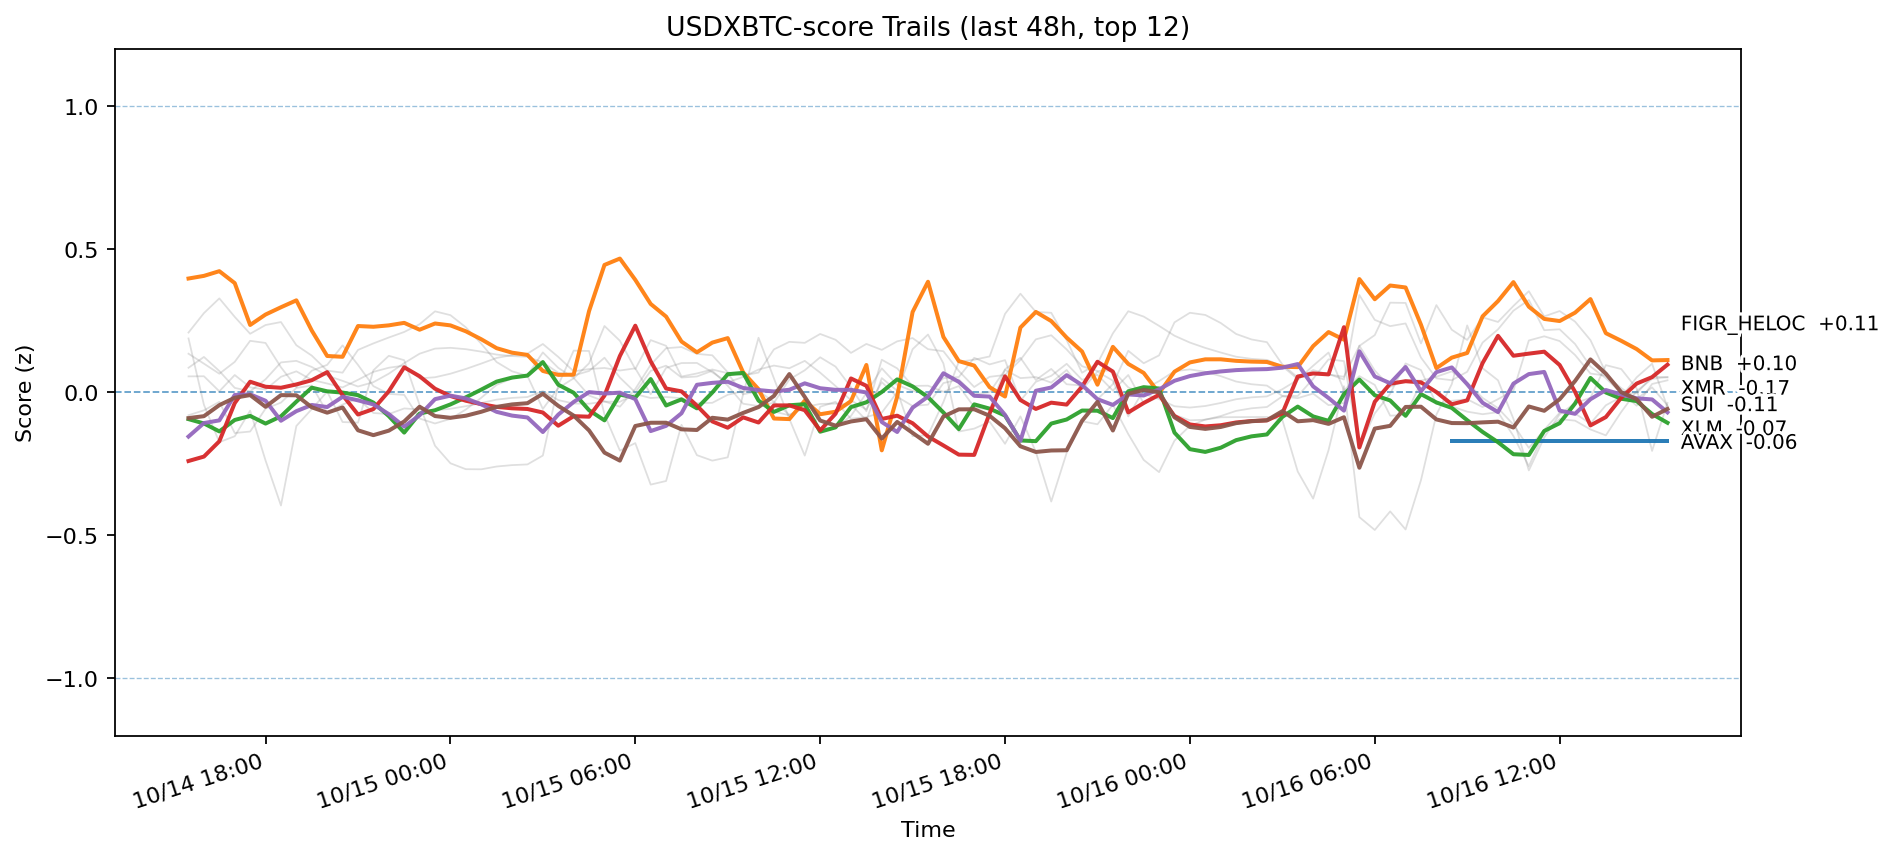 USDXBTC-score Trails (last 48h, top 12)
Score (z)
1.0
0.5
0.0
−0.5
−1.0
FIGR_HELOC +0.11
BNB +0.10
XMR -0.17
SUI -0.11
XLM -0.07
AVAX -0.06
10/14 18:00
10/15 00:00
10/15 06:00
10/15 12:00
10/15 18:00
10/16 00:00
10/16 06:00
10/16 12:00
Time